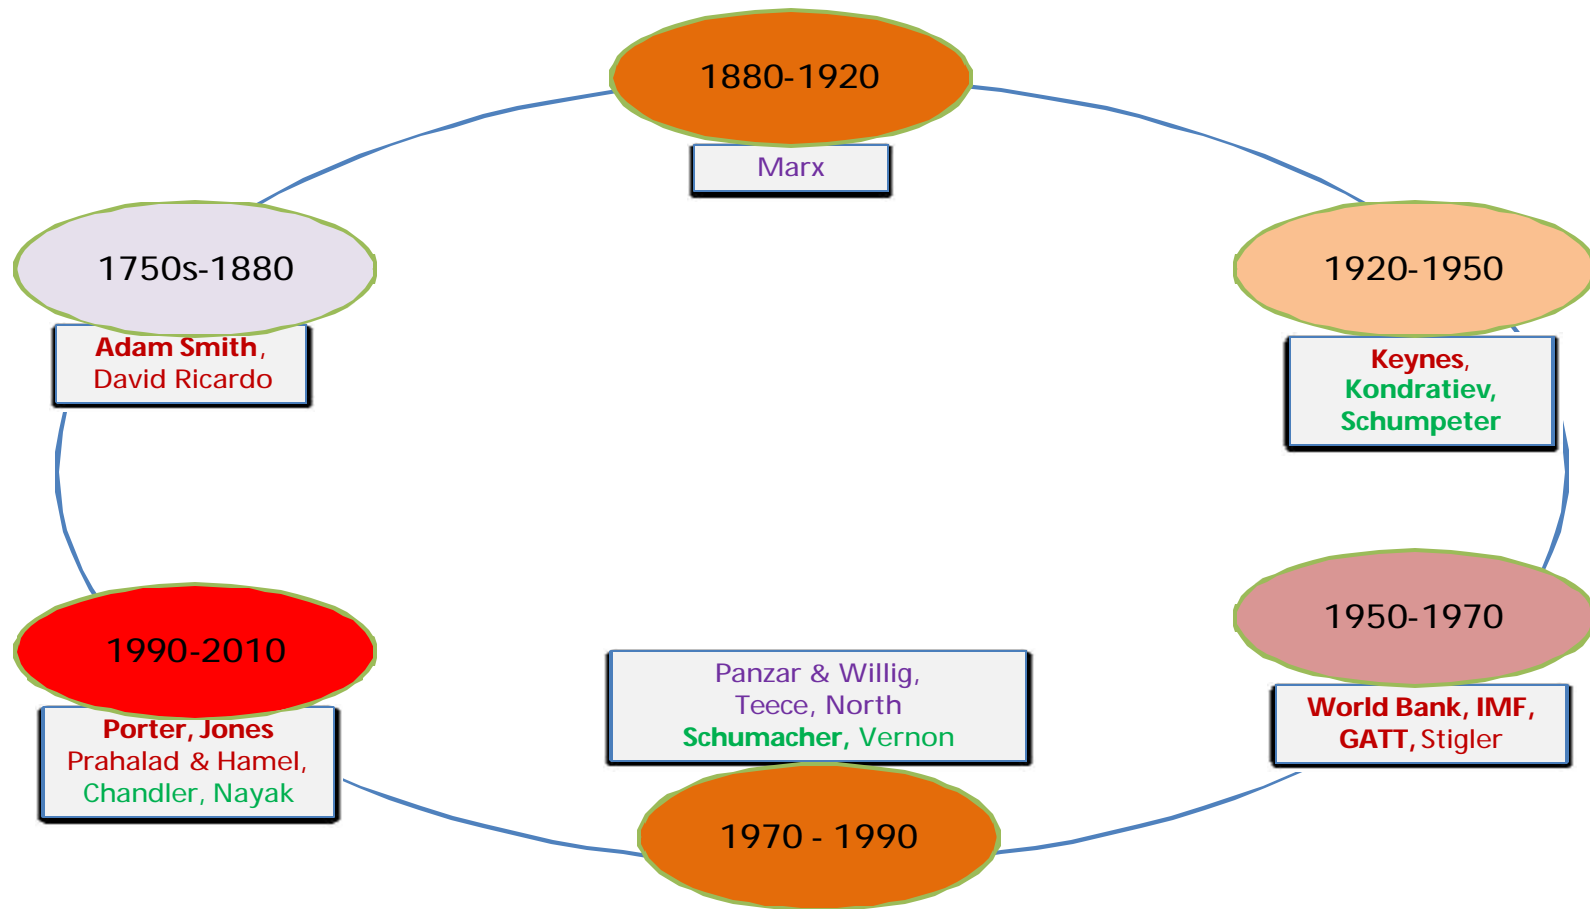 1880-1920
Marx
1750s-1880
Adam Smith,
David Ricardo
1920-1950
Keynes,
Kondratiev,
Schumpeter
1950-1970
World Bank, IMF,
GATT, Stigler
1990-2010
Porter, Jones
Prahalad & Hamel,
Chandler, Nayak
Panzar & Willig,
Teece, North
Schumacher, Vernon
1970 - 1990